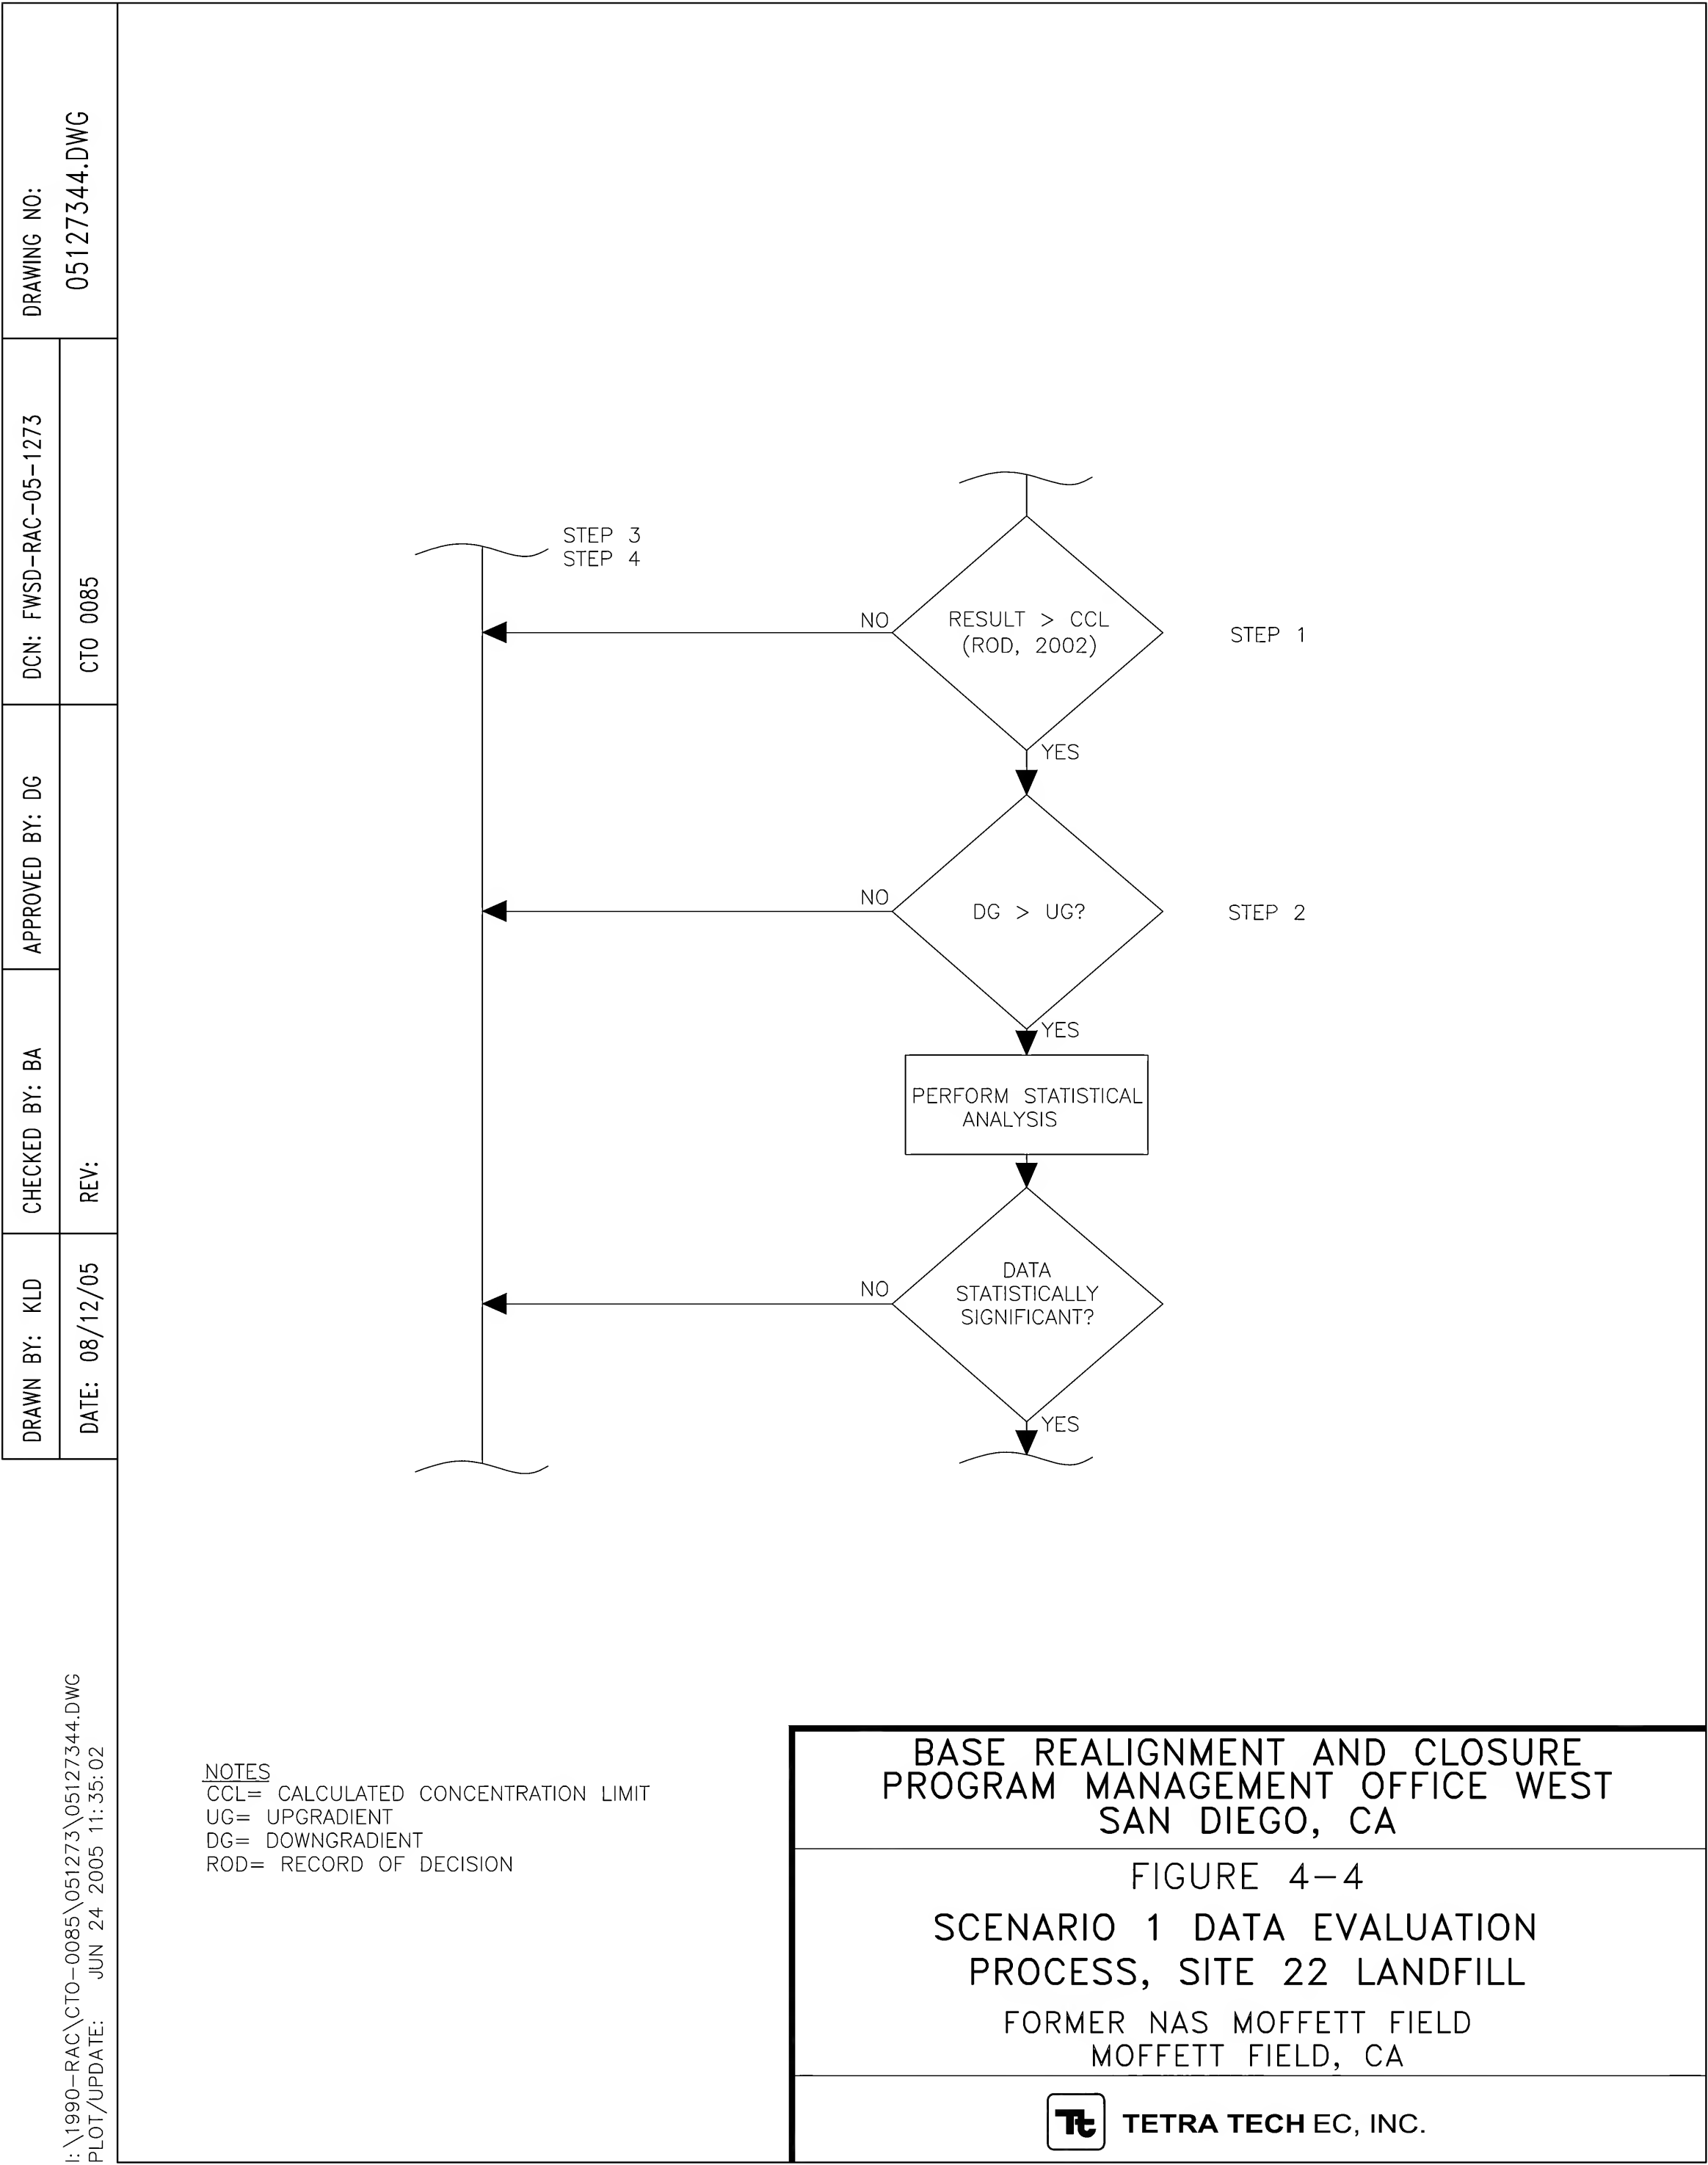 DRAWING NO:
05127344.DWG
DCN: FWSD-RAC-05-1273
CTO 0085
APPROVED BY: DG
CHECKED BY: BA
REV:
DRAWN BY: KLD
DATE: 08/12/05
I:\1990-RAC\CTO-0085\051273\05127344.DWG
PLOT/UPDATE: JUN 24 2005 11:35:02
STEP 3
STEP 4
NO
RESULT > CCL
(ROD, 2002)
STEP 1
YES
NO
DG > UG?
STEP 2
YES
PERFORM STATISTICAL
ANALYSIS
NO
DATA
STATISTICALLY
SIGNIFICANT?
YES
NOTES
CCL= CALCULATED CONCENTRATION LIMIT
UG= UPGRADIENT
DG= DOWNGRADIENT
ROD= RECORD OF DECISION
BASE REALIGNMENT AND CLOSURE
PROGRAM MANAGEMENT OFFICE WEST
SAN DIEGO, CA
FIGURE 4-4
SCENARIO 1 DATA EVALUATION
PROCESS, SITE 22 LANDFILL
FORMER NAS MOFFETT FIELD
MOFFETT FIELD, CA
Tt TETRA TECH EC, INC.